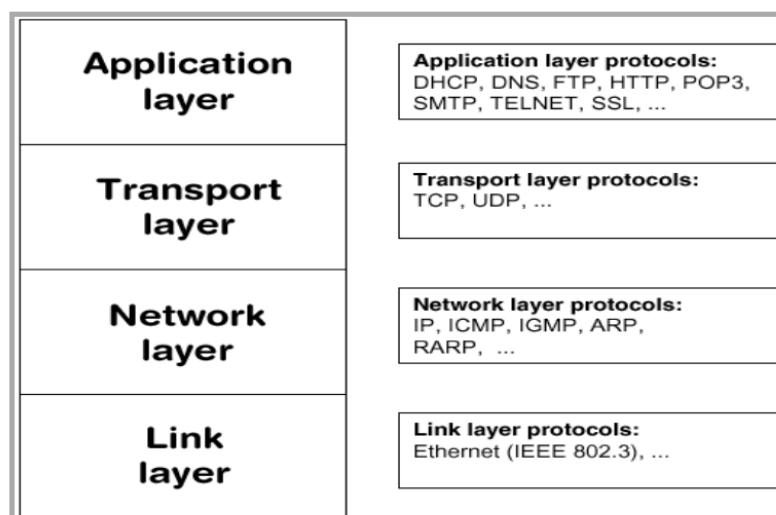 Application
layer
Application layer protocols:
DHCP, DNS, FTP, HTTP, POP3,
SMTP, TELNET, SSL, ...
Transport
layer
Transport layer protocols:
TCP, UDP, ...
Network
layer
Network layer protocols:
IP, ICMP, IGMP, ARP,
RARP,  ...
Link
layer
Link layer protocols:
Ethernet (IEEE 802.3), ...